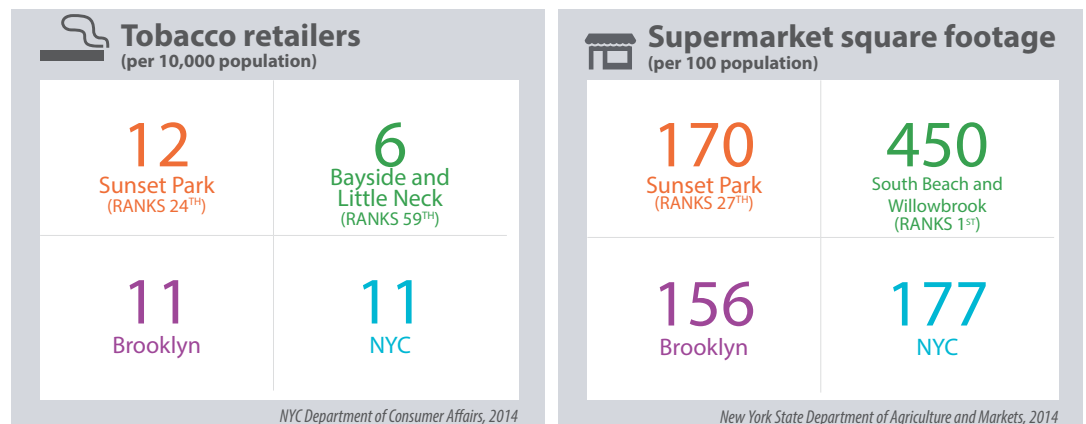 Tobacco retailers
(per 10,000 population)
12
Sunset Park
(RANKS 24TH)
6
Bayside and
Little Neck
(RANKS 59TH)
11
Brooklyn
11
NYC
NYC Department of Consumer Affairs, 2014
Supermarket square footage
(per 100 population)
170
Sunset Park
(RANKS 27TH)
450
South Beach and
Willowbrook
(RANKS 1ST)
156
Brooklyn
177
NYC
New York State Department of Agriculture and Markets, 2014